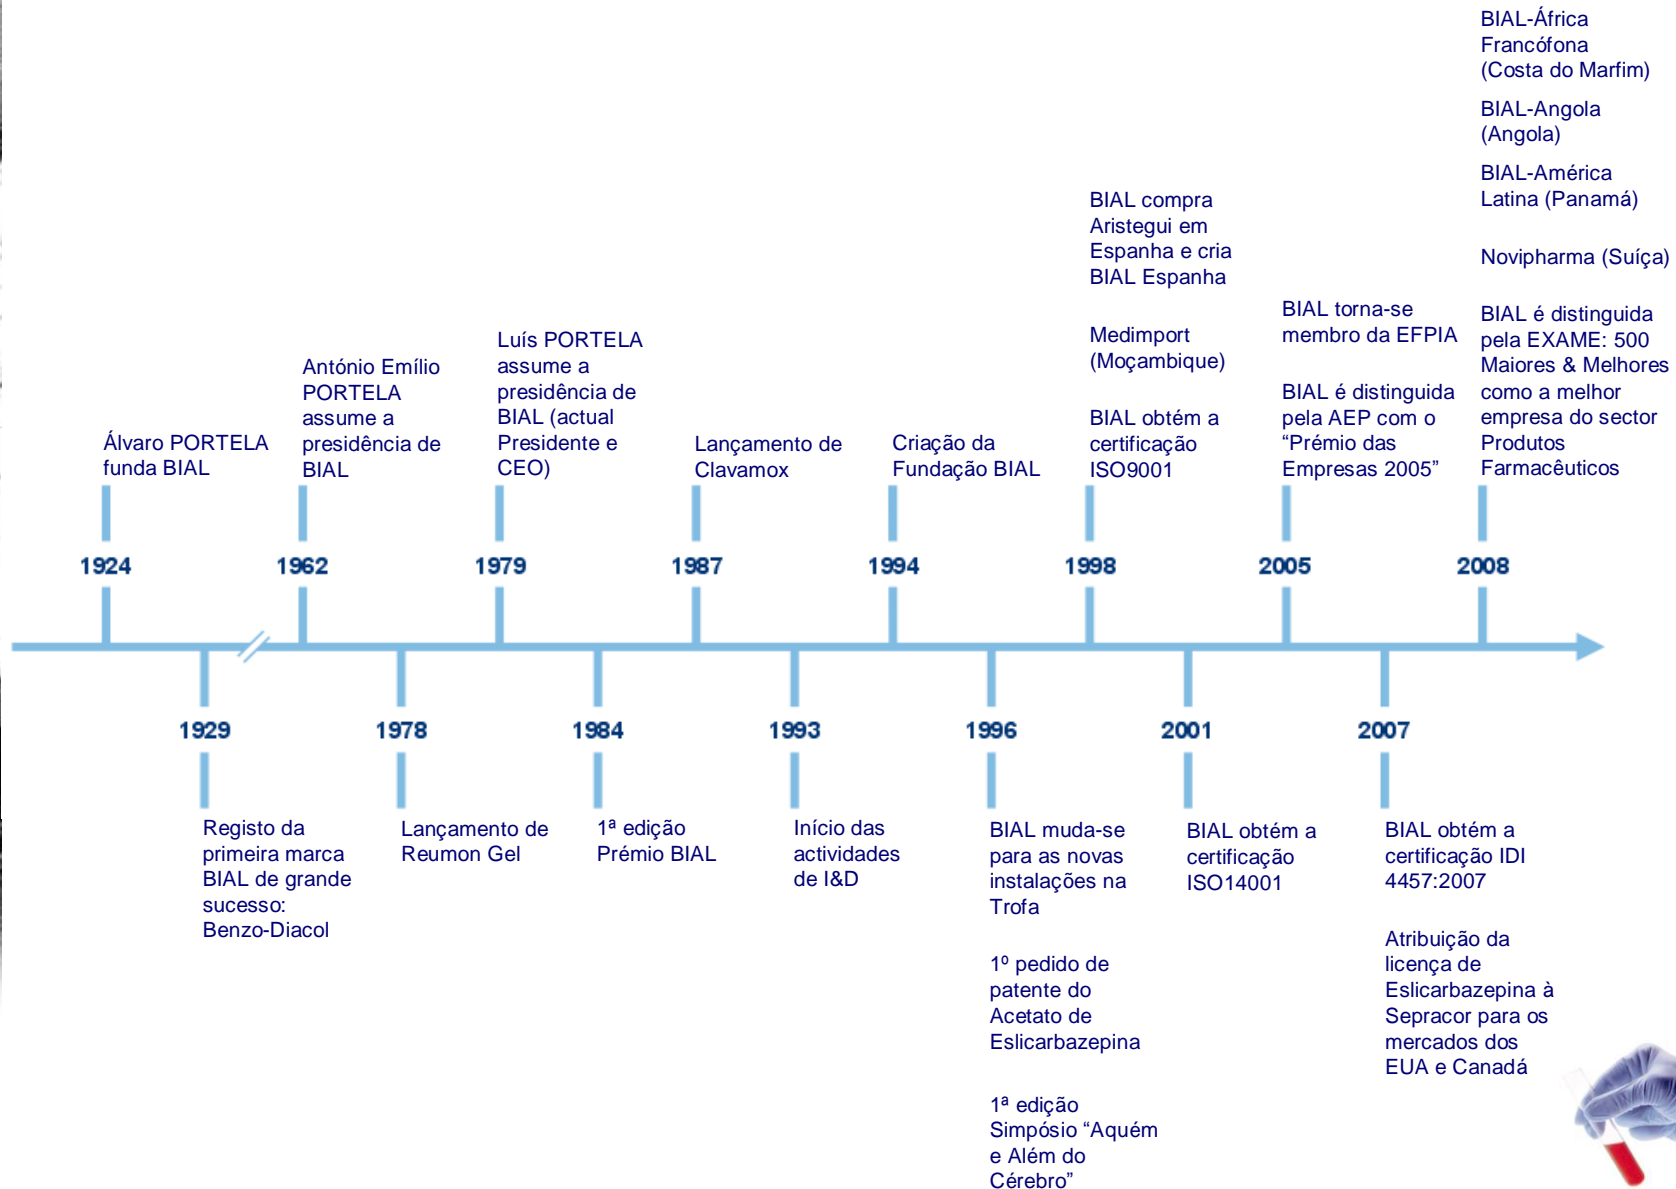 Álvaro PORTELA
funda BIAL
1924
Registo da
primeira marca
BIAL de grande
sucesso:
Benzo-Diacol
1929
António Emílio
PORTELA
assume a
presidência de
BIAL
1962
1978
Lançamento de
Reumon Gel
Luís PORTELA
assume a
presidência de
BIAL (actual
Presidente e
CEO)
1979
1984
1ª edição
Prémio BIAL
Lançamento de
Clavamox
1987
1993
Início das
actividades
de I&D
Criação da
Fundação BIAL
1994
1996
BIAL muda-se
para as novas
instalações na
Trofa
1º pedido de
patente do
Acetato de
Eslicarbazepina
1ª edição
Simpósio “Aquém
e Além do
Cérebro”
BIAL compra
Aristegui em
Espanha e cria
BIAL Espanha
Medimport
(Moçambique)
BIAL obtém a
certificação
ISO9001
1998
2001
BIAL obtém a
certificação
ISO14001
BIAL torna-se
membro da EFPIA
BIAL é distinguida
pela AEP com o
“Prémio das
Empresas 2005”
2005
2007
BIAL obtém a
certificação IDI
4457:2007
Atribuição da
licença de
Eslicarbazepina à
Sepracor para os
mercados dos
EUA e Canadá
BIAL-África
Francófona
(Costa do Marfim)
BIAL-Angola
(Angola)
BIAL-América
Latina (Panamá)
Novipharma (Suíça)
BIAL é distinguida
pela EXAME: 500
Maiores & Melhores
como a melhor
empresa do sector
Produtos
Farmacêuticos
2008